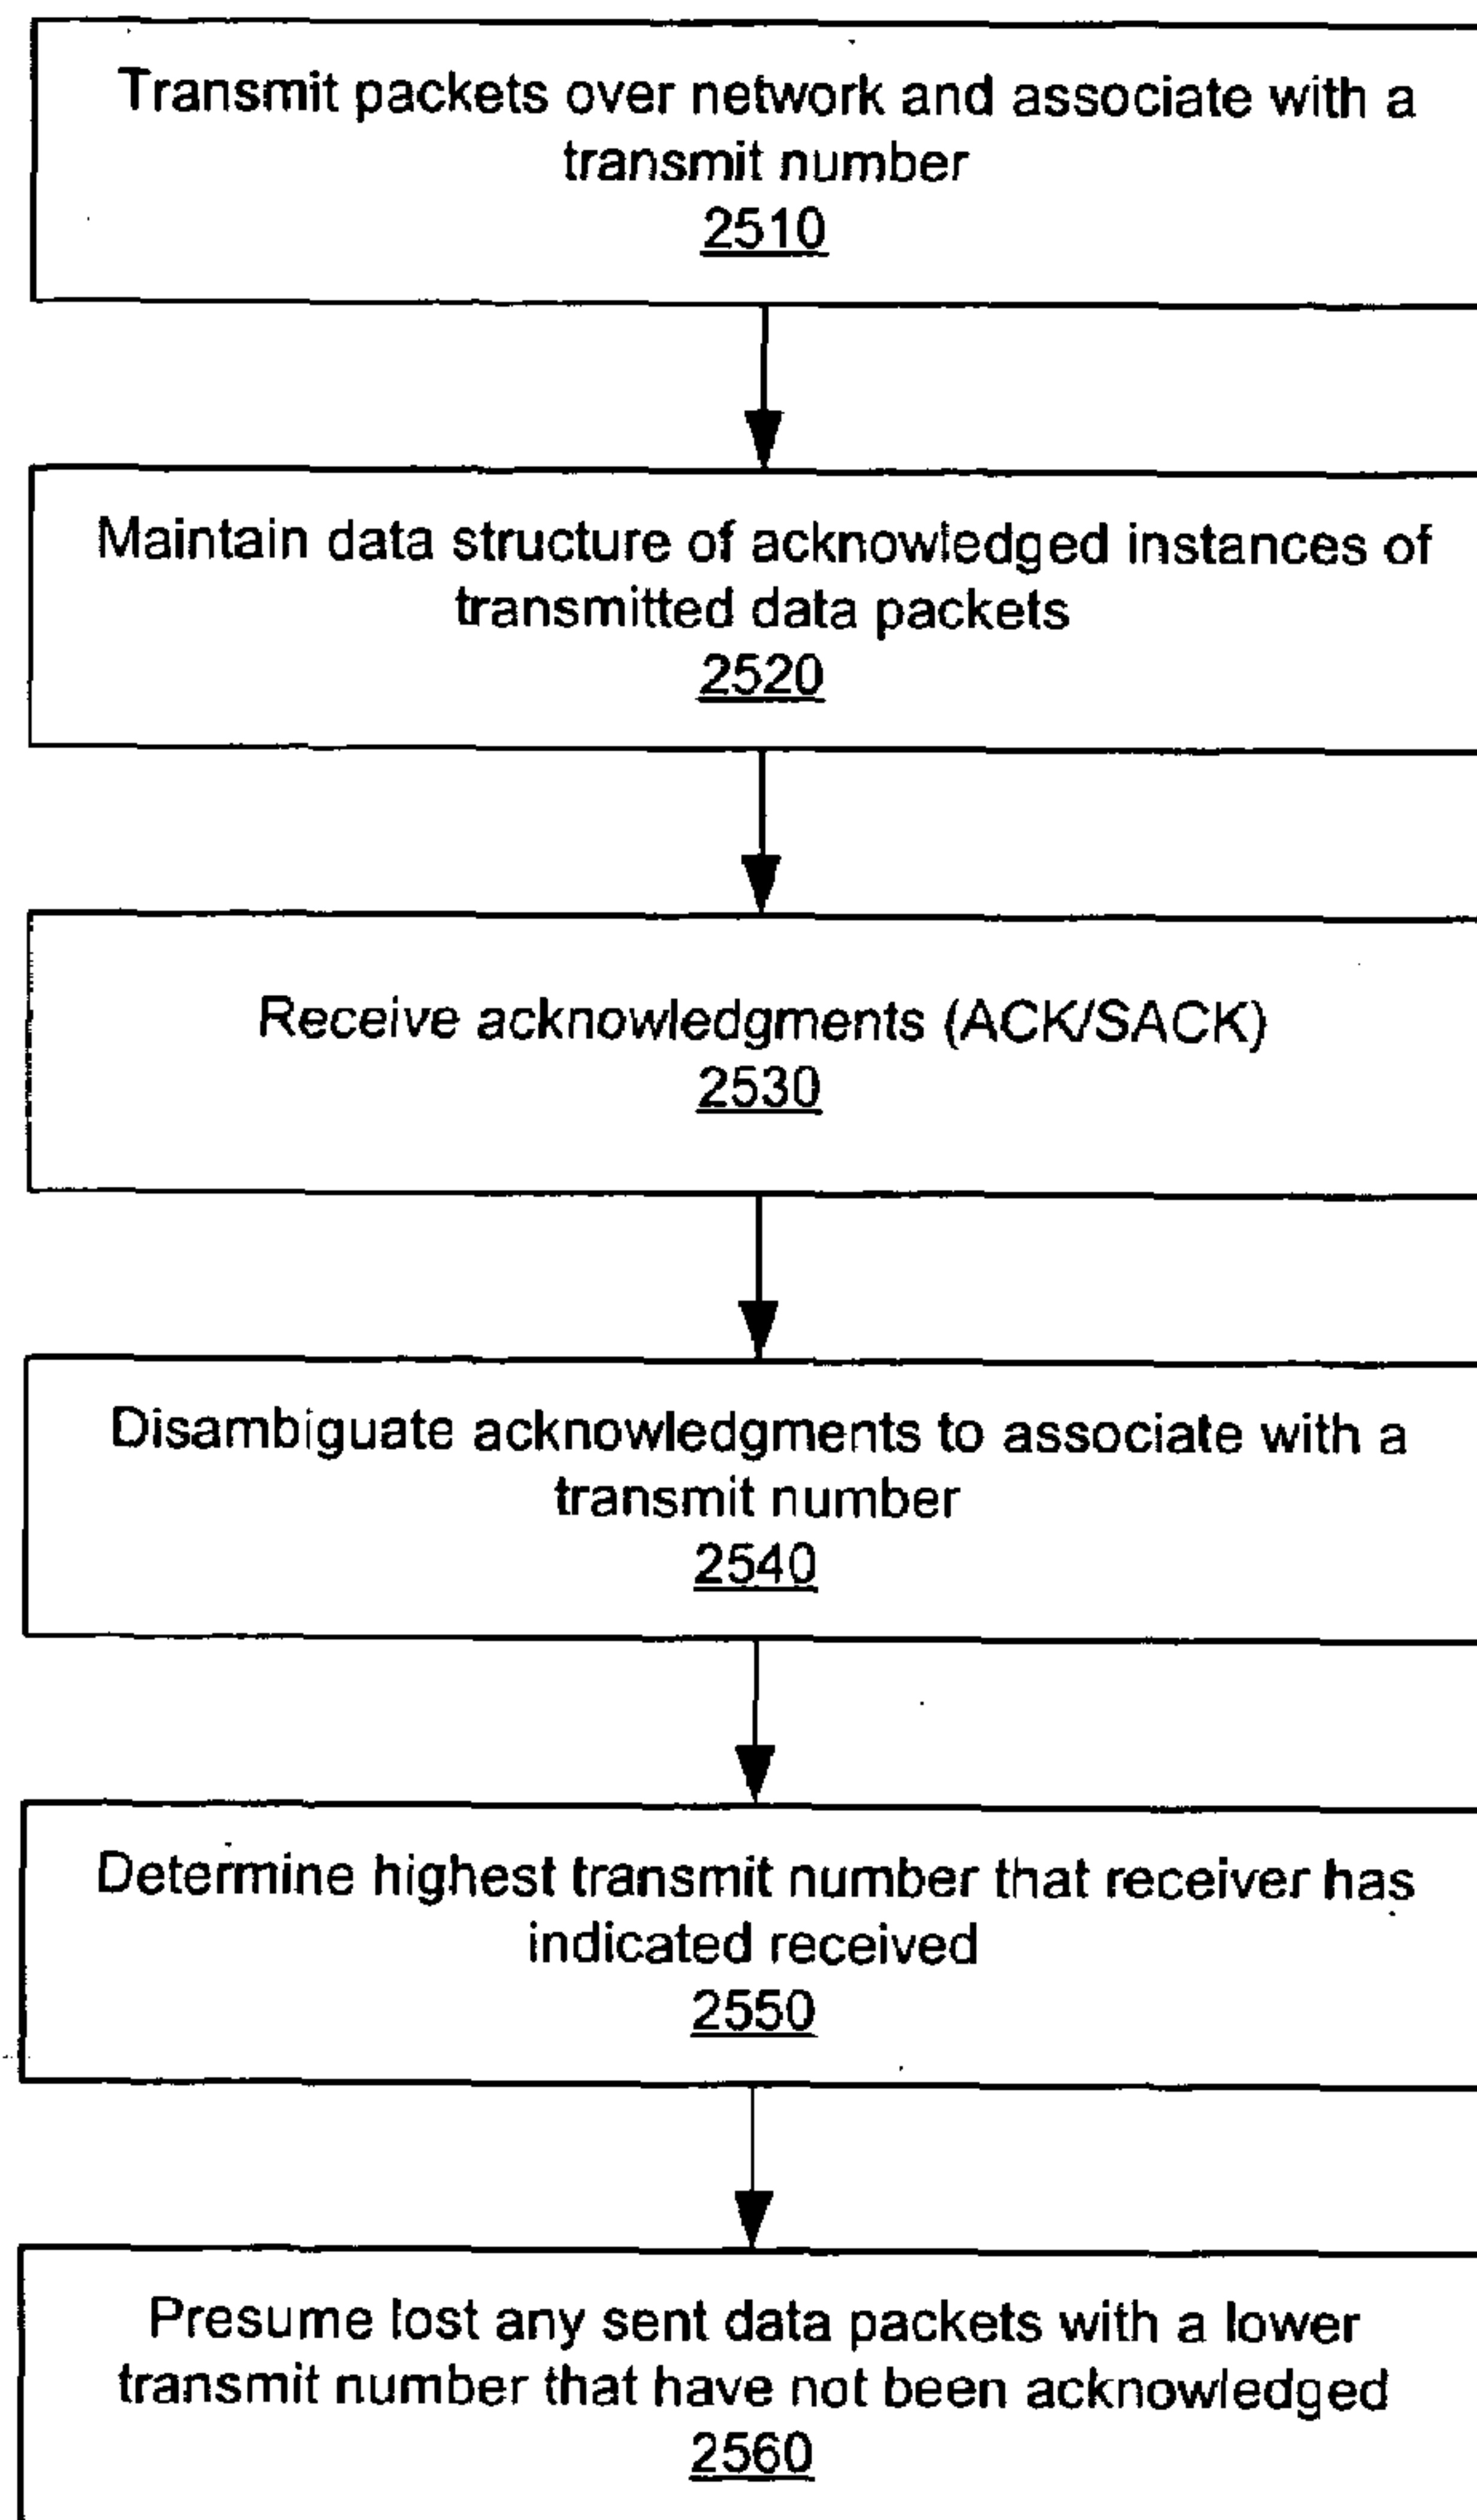 Transmit packets over network and associate with a
transmit number
2510
Maintain data structure of acknowledged instances of
transmitted data packets
2520
Receive acknowledgments (ACK/SACK)
2530
Disambiguate acknowledgments to associate with a
transmit number
2540
Determine highest transmit number that receiver has
indicated received
2550
Presume lost any sent data packets with a lower
transmit number that have not been acknowledged
2560